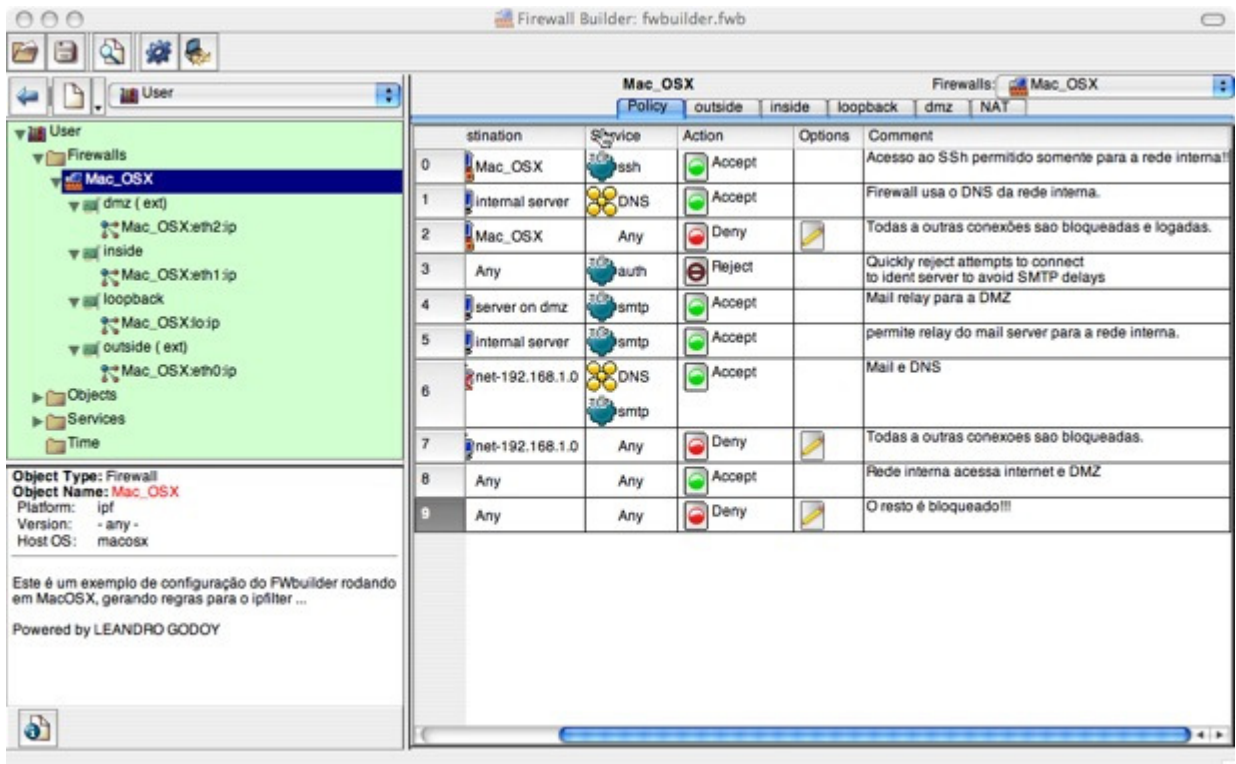 Firewall Builder: fwbuilder.fwb
User
User
Firewalls
Mac_OSX
dmz ( ext)
Mac_OSX:eth2:ip
inside
Mac_OSX:eth1:ip
loopback
Mac_OSX:lo:ip
outside ( ext)
Mac_OSX:eth0:ip
Objects
Services
Time
Object Type: Firewall
Object Name: Mac_OSX
Platform: ipf
Version: - any -
Host OS: macosx
Este é um exemplo de configuração do FWbuilder rodando
em MacOSX, gerando regras para o ipfilter ...
Powered by LEANDRO GODOY
Mac_OSX Firewalls: Mac_OSX
Policy outside inside loopback dmz NAT
stination Service Action Options Comment
0 Mac_OSX ssh Accept Acesso ao SSh permitido somente para a rede interna!!
1 internal server DNS Accept Firewall usa o DNS da rede interna.
2 Mac_OSX Any Deny Todas a outras conexões sao bloqueadas e logadas.
3 Any auth Reject Quickly reject attempts to connect
to ident server to avoid SMTP delays
4 server on dmz smtp Accept Mail relay para a DMZ
5 internal server smtp Accept permite relay do mail server para a rede interna.
6 net-192.168.1.0 DNS Accept Mail e DNS
smtp
7 net-192.168.1.0 Any Deny Todas a outras conexoes sao bloqueadas.
8 Any Any Accept Rede interna acessa internet e DMZ
9 Any Any Deny O resto é bloqueado!!!